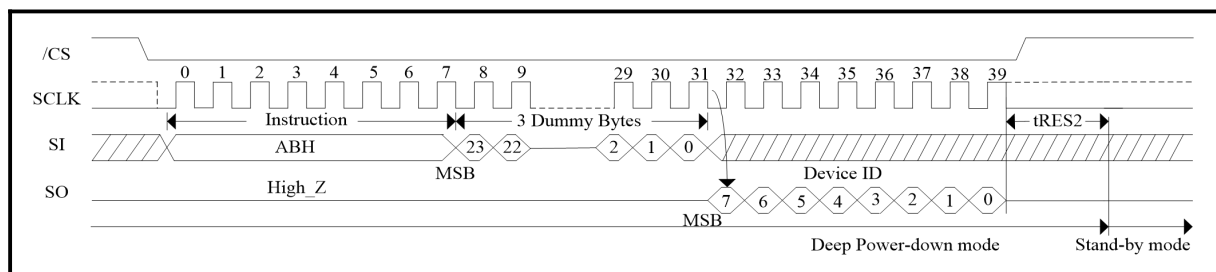 /CS
0 1 2 3 4 5 6 7 8 9 29 30 31 32 33 34 35 36 37 38 39
SCLK
Instruction 3 Dummy Bytes tRES2
SI ABH 23 22 2 1 0
MSB Device ID
SO High_Z 7 6 5 4 3 2 1 0
MSB
Deep Power-down mode Stand-by mode